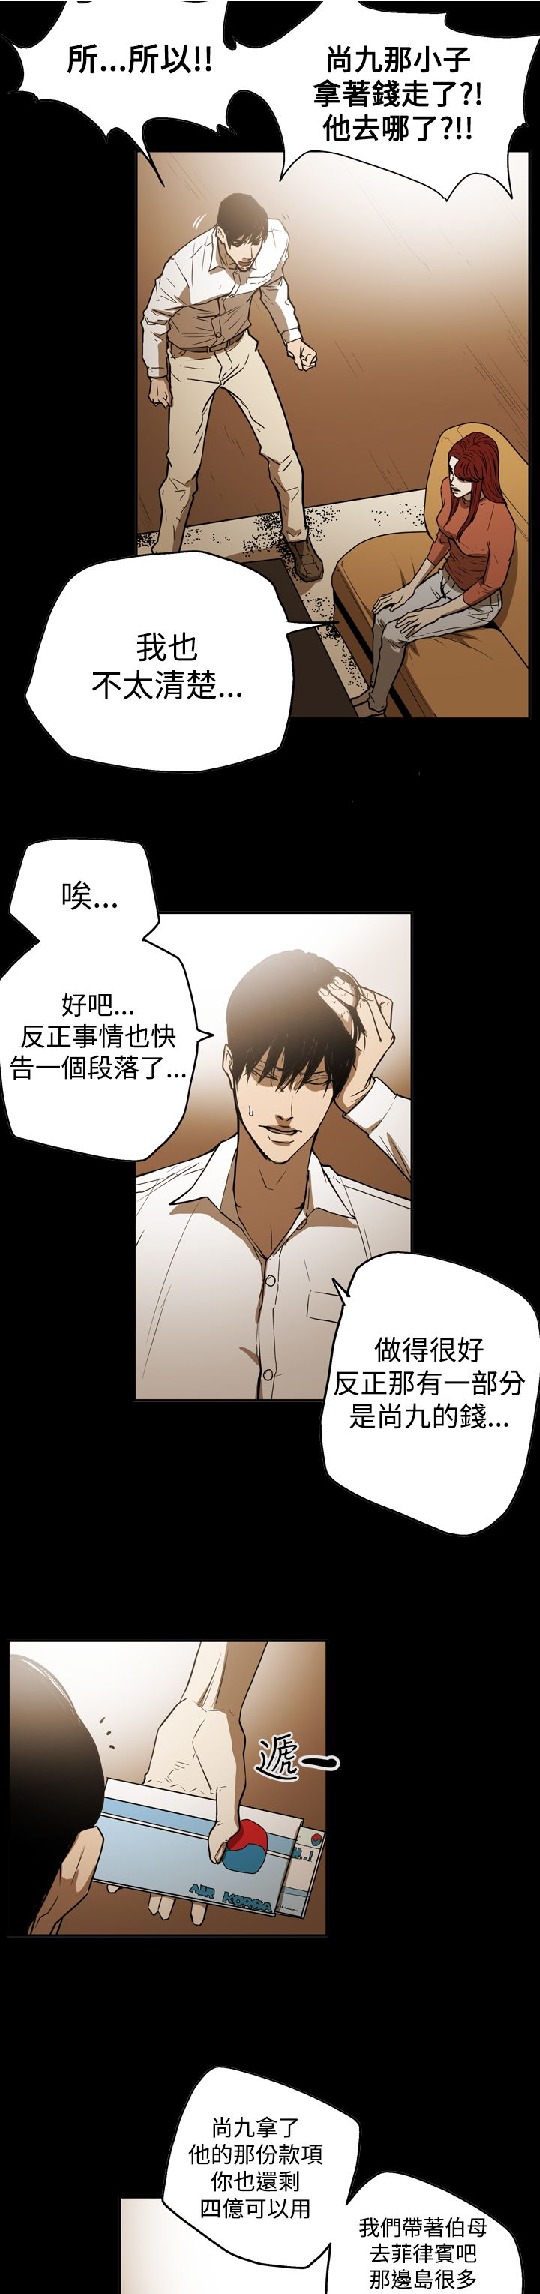 所...所以!!
尚九那小子
拿著錢走了?!
他去哪了?!!
我也
不太清楚...
唉...
好吧...
反正事情也快
告一個段落了...
做得很好
反正那有一部分
是尚九的錢...
遞一
AIR KOREA
尚九拿了
他的那份款項
你也還剩
四億可以用
我們帶著伯母
去菲律賓吧
那邊島很多